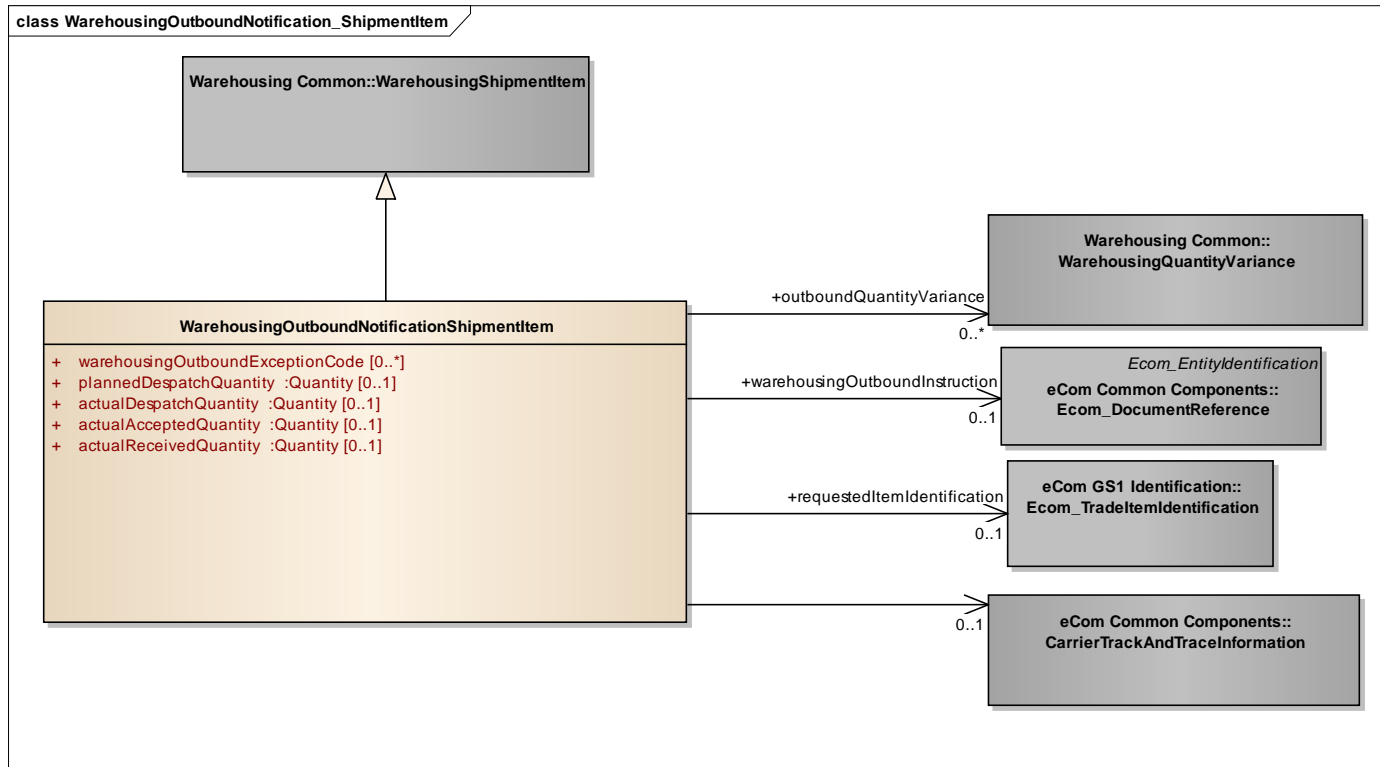 class WarehousingOutboundNotification_ShipmentItem
Warehousing Common::WarehousingShipmentItem
Warehousing Common::
WarehousingQuantityVariance
+outboundQuantityVariance
0..*
WarehousingOutboundNotificationShipmentItem
+ warehousingOutboundExceptionCode [0..*]
+ plannedDespatchQuantity :Quantity [0..1]
+ actualDespatchQuantity :Quantity [0..1]
+ actualAcceptedQuantity :Quantity [0..1]
+ actualReceivedQuantity :Quantity [0..1]
Ecom_EntityIdentification
eCom Common Components::
Ecom_DocumentReference
+warehousingOutboundInstruction
0..1
eCom GS1 Identification::
Ecom_TradeItemIdentification
+requestedItemIdentification
0..1
eCom Common Components::
CarrierTrackAndTraceInformation
0..1